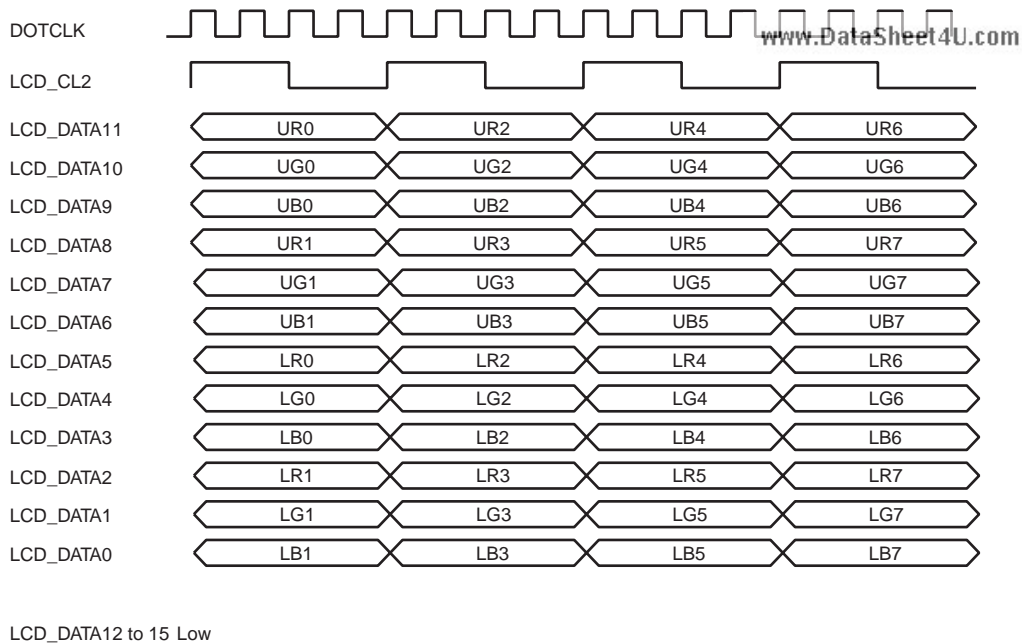 DOTCLK
www.DataSheet4U.com
LCD_CL2
LCD_DATA11 UR0 UR2 UR4 UR6
LCD_DATA10 UG0 UG2 UG4 UG6
LCD_DATA9 UB0 UB2 UB4 UB6
LCD_DATA8 UR1 UR3 UR5 UR7
LCD_DATA7 UG1 UG3 UG5 UG7
LCD_DATA6 UB1 UB3 UB5 UB7
LCD_DATA5 LR0 LR2 LR4 LR6
LCD_DATA4 LG0 LG2 LG4 LG6
LCD_DATA3 LB0 LB2 LB4 LB6
LCD_DATA2 LR1 LR3 LR5 LR7
LCD_DATA1 LG1 LG3 LG5 LG7
LCD_DATA0 LB1 LB3 LB5 LB7
LCD_DATA12 to 15 Low